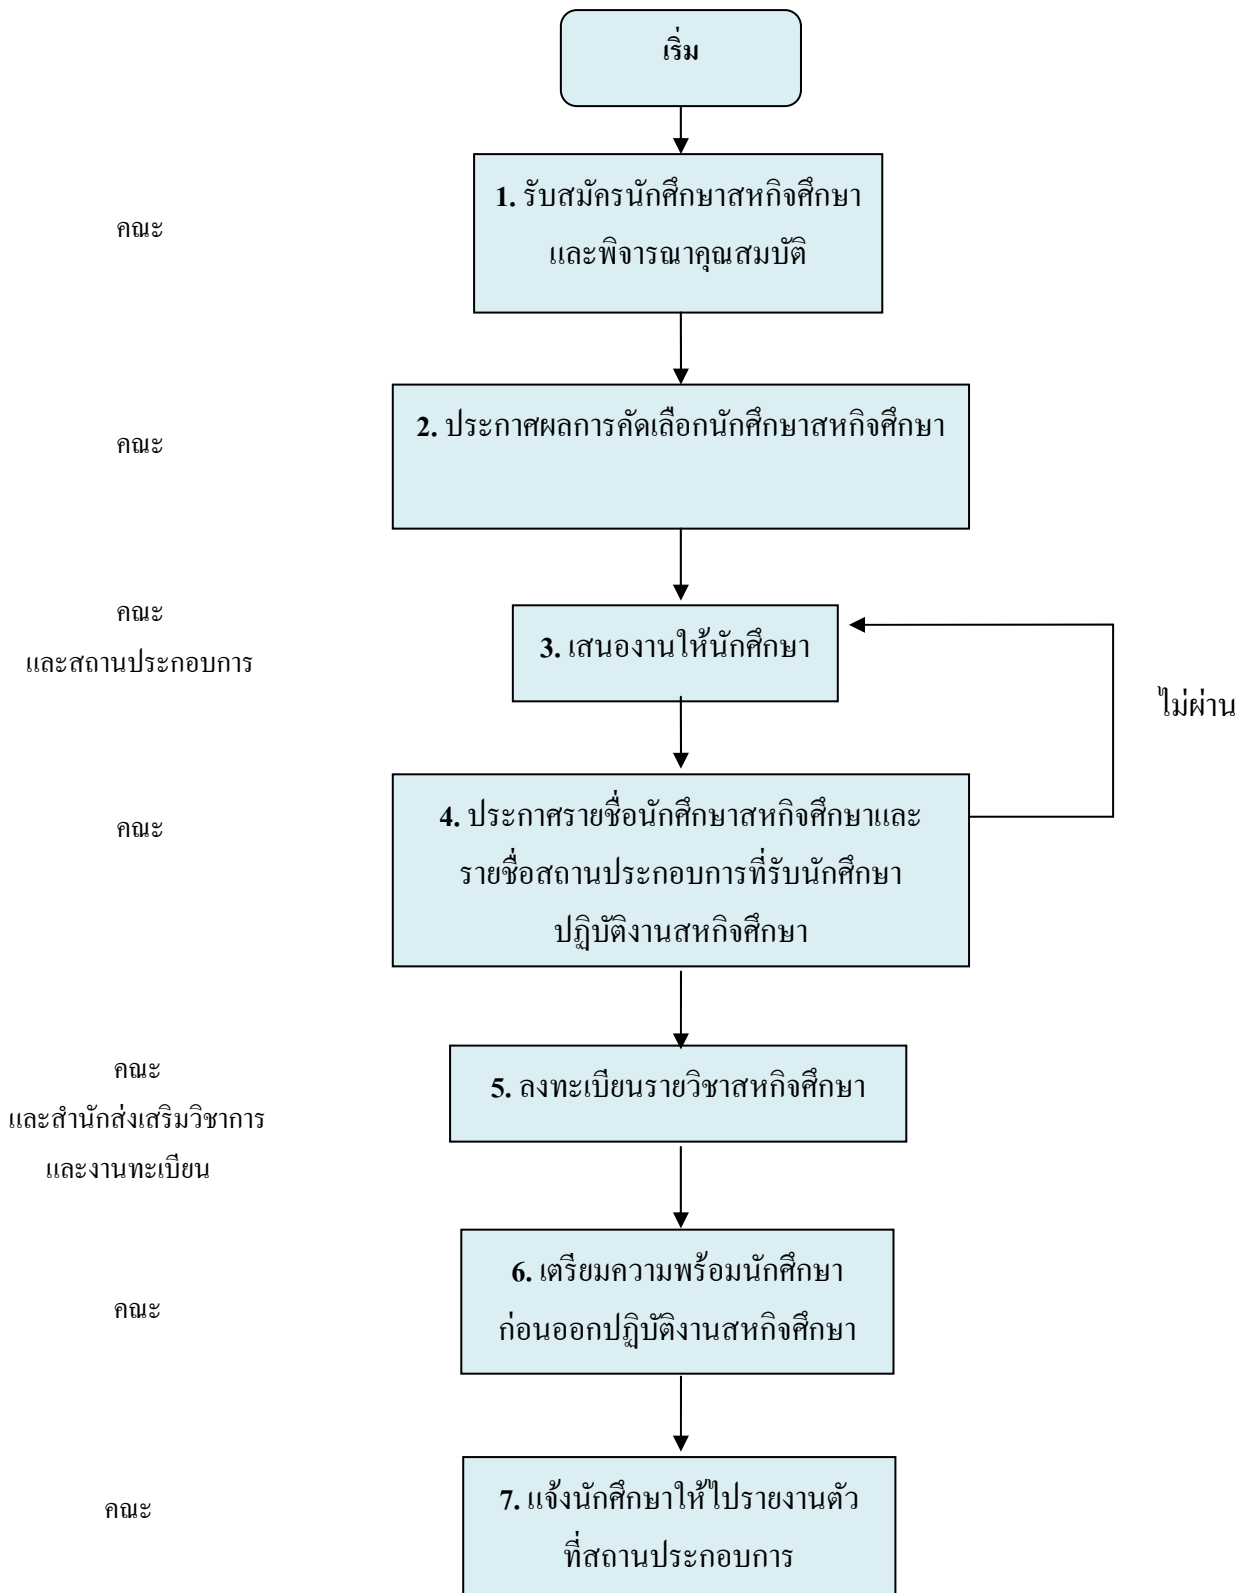 เริ่ม
คณะ
1. รับสมัครนักศึกษาสหกิจศึกษา
และพิจารณาคุณสมบัติ
คณะ
2. ประกาศผลการคัดเลือกนักศึกษาสหกิจศึกษา
คณะ
และสถานประกอบการ
3. เสนองานให้นักศึกษา
ไม่ผ่าน
คณะ
4. ประกาศรายชื่อนักศึกษาสหกิจศึกษาและ
รายชื่อสถานประกอบการที่รับนักศึกษา
ปฏิบัติงานสหกิจศึกษา
คณะ
และสำนักส่งเสริมวิชาการ
และงานทะเบียน
5. ลงทะเบียนรายวิชาสหกิจศึกษา
คณะ
6. เตรียมความพร้อมนักศึกษา
ก่อนออกปฏิบัติงานสหกิจศึกษา
คณะ
7. แจ้งนักศึกษาให้ไปรายงานตัว
ที่สถานประกอบการ